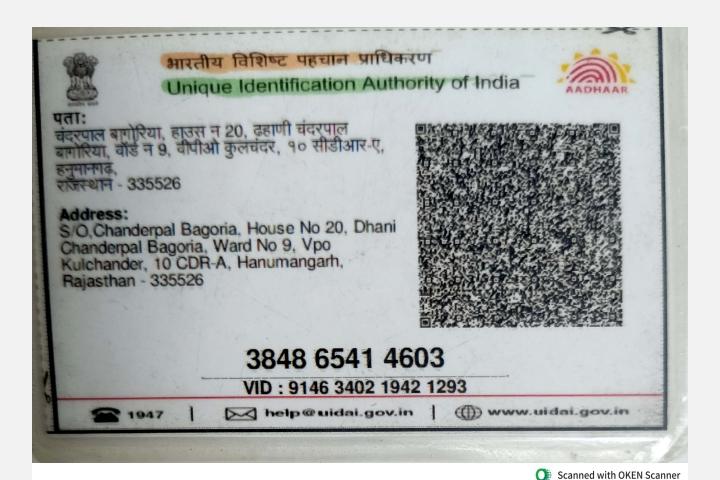 भारतीय विशिष्ट पहचान प्राधिकरण
Unique Identification Authority of India
AADHAAR
पता:
चंदरपाल बागोरिया, हाउस न 20, ढहाणी चंदरपाल
बागोरिया, वॉर्ड न 9, वीपीओ कुलचंदर, १० सीडीआर-ए,
हनुमानगढ़,
राजस्थान - 335526
Address:
S/O,Chanderpal Bagoria, House No 20, Dhani
Chanderpal Bagoria, Ward No 9, Vpo
Kulchander, 10 CDR-A, Hanumangarh,
Rajasthan - 335526
3848 6541 4603
VID : 9146 3402 1942 1293
1947 | help@uidai.gov.in | www.uidai.gov.in
Scanned with OKEN Scanner